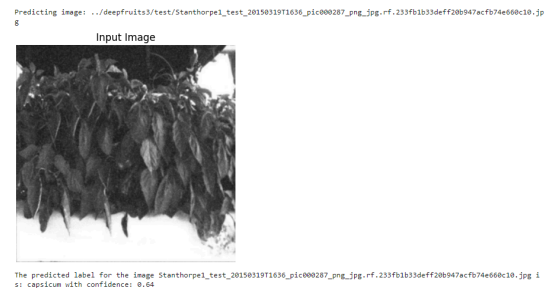 Predicting image: ../deepfruits3/test/Stanthorpe1_test_20150319T1636_pic000287_png_jpg.rf.233fb1b33deff20b947acfb74e660c10.jp
g
Input Image
The predicted label for the image Stanthorpe1_test_20150319T1636_pic000287_png_jpg.rf.233fb1b33deff20b947acfb74e660c10.jpg i
s: capsicum with confidence: 0.64